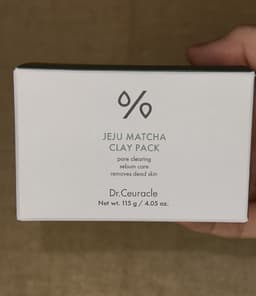 JEJU MATCHA
CLAY PACK
pore clearing
sebum care
removes dead skin
Dr.Ceuracle
Net wt. 115 g / 4.05 oz.